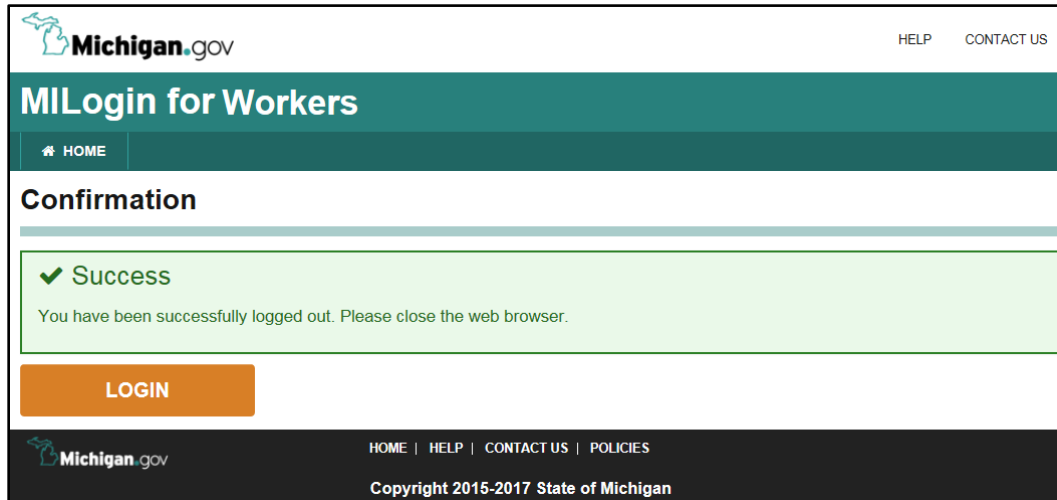 Michigan.gov
HELP CONTACT US
MILogin for Workers
HOME
Confirmation
Success
You have been successfully logged out. Please close the web browser.
LOGIN
Michigan.gov
HOME | HELP | CONTACT US | POLICIES
Copyright 2015-2017 State of Michigan